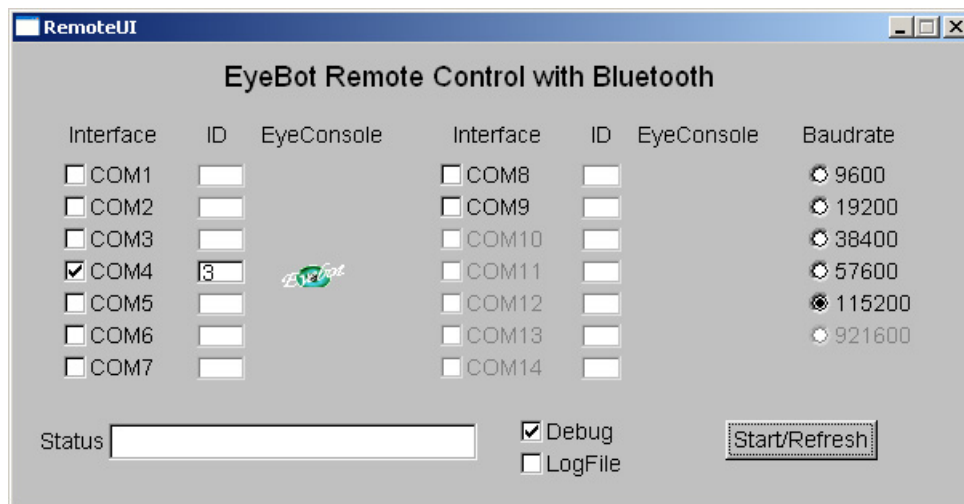 RemoteUI
EyeBot Remote Control with Bluetooth
Interface ID EyeConsole Interface ID EyeConsole Baudrate
COM1 COM8 9600
COM2 COM9 19200
COM3 COM10 38400
COM4 3 Eyebot COM11 57600
COM5 COM12 115200
COM6 COM13 921600
COM7 COM14
Status Debug Start/Refresh
LogFile